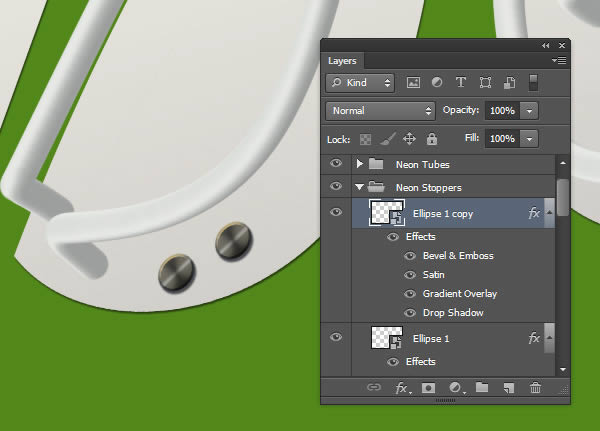 Layers
Kind
Normal
Opacity: 100%
Lock:
Fill: 100%
Neon Tubes
Neon Stoppers
Ellipse 1 copy
fx
Effects
Bevel & Emboss
Satin
Gradient Overlay
Drop Shadow
Ellipse 1
fx
Effects
fx